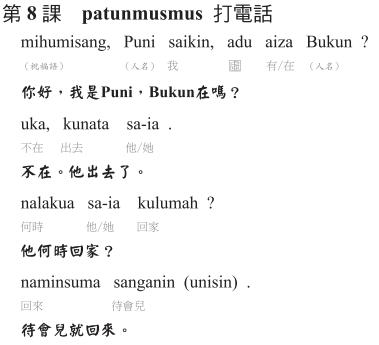 第 8 課 patunmusmus 打電話
mihumisang, Puni saikin, adu aiza Bukun ?
（祝福語） （人名） 我 有/在 （人名）
你好，我是Puni，Bukun在嗎？
uka, kunata sa-ia .
不在 出去 他/她
不在。他出去了。
nalakua sa-ia kulumah ?
何時 他/她 回家
他何時回家？
naminsuma sanganin (unisin) .
回來 待會兒
待會兒就回來。